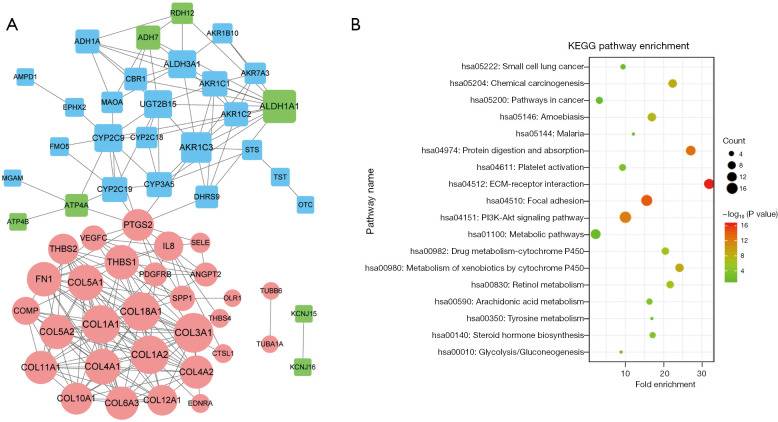 A
RDH12
ADH7
ADH1A
AKR1B10
ALDH3A1
AKR7A3
AMPD1
CBR1
AKR1C1
EPHX2
MAOA
UGT2B15
ALDH1A1
AKR1C2
CYP2C9
CYP2C18
AKR1C3
FMO5
STS
MGAM
CYP2C19
CYP3A5
TST
DHRS9
ATP4A
OTC
ATP4B
PTGS2
VEGFC
THBS2
IL8
SELE
THBS1
FN1
COL5A1
PDGFRB
ANGPT2
SPP1
OLR1
TUBB6
COMP
COL18A1
THBS4
KCNJ15
COL5A2
COL1A1
COL3A1
TUBA1A
CTSL1
COL11A1
COL4A1
COL1A2
COL4A2
KCNJ16
COL10A1
COL6A3
COL12A1
EDNRA
B
KEGG pathway enrichment
Pathway name
hsa05222: Small cell lung cancer
hsa05204: Chemical carcinogenesis
hsa05200: Pathways in cancer
hsa05146: Amoebiasis
hsa05144: Malaria
hsa04974: Protein digestion and absorption
hsa04611: Platelet activation
hsa04512: ECM-receptor interaction
hsa04510: Focal adhesion
hsa04151: PI3K-Akt signaling pathway
hsa01100: Metabolic pathways
hsa00982: Drug metabolism-cytochrome P450
hsa00980: Metabolism of xenobiotics by cytochrome P450
hsa00830: Retinol metabolism
hsa00590: Arachidonic acid metabolism
hsa00350: Tyrosine metabolism
hsa00140: Steroid hormone biosynthesis
hsa00010: Glycolysis/Gluconeogenesis
10 20 30
Fold enrichment
Count
4
8
12
16
−log₁₀ (P value)
16
12
8
4